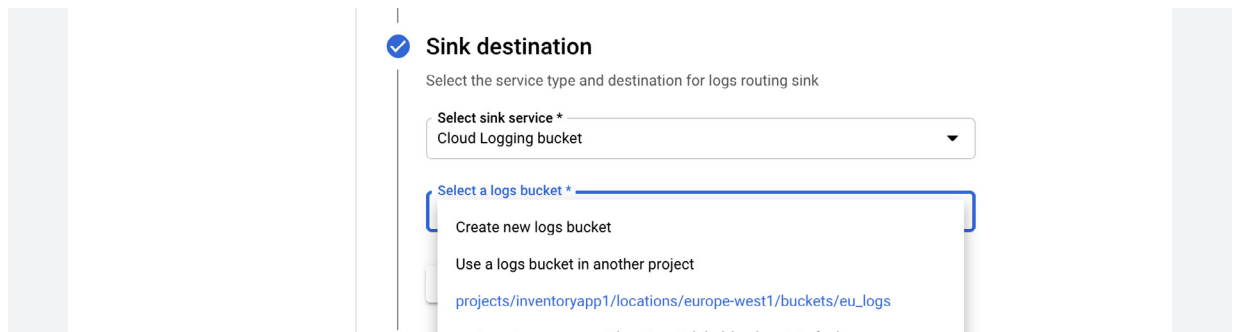 Sink destination
Select the service type and destination for logs routing sink
Select sink service *
Cloud Logging bucket
Select a logs bucket *
Create new logs bucket
Use a logs bucket in another project
projects/inventoryapp1/locations/europe-west1/buckets/eu_logs